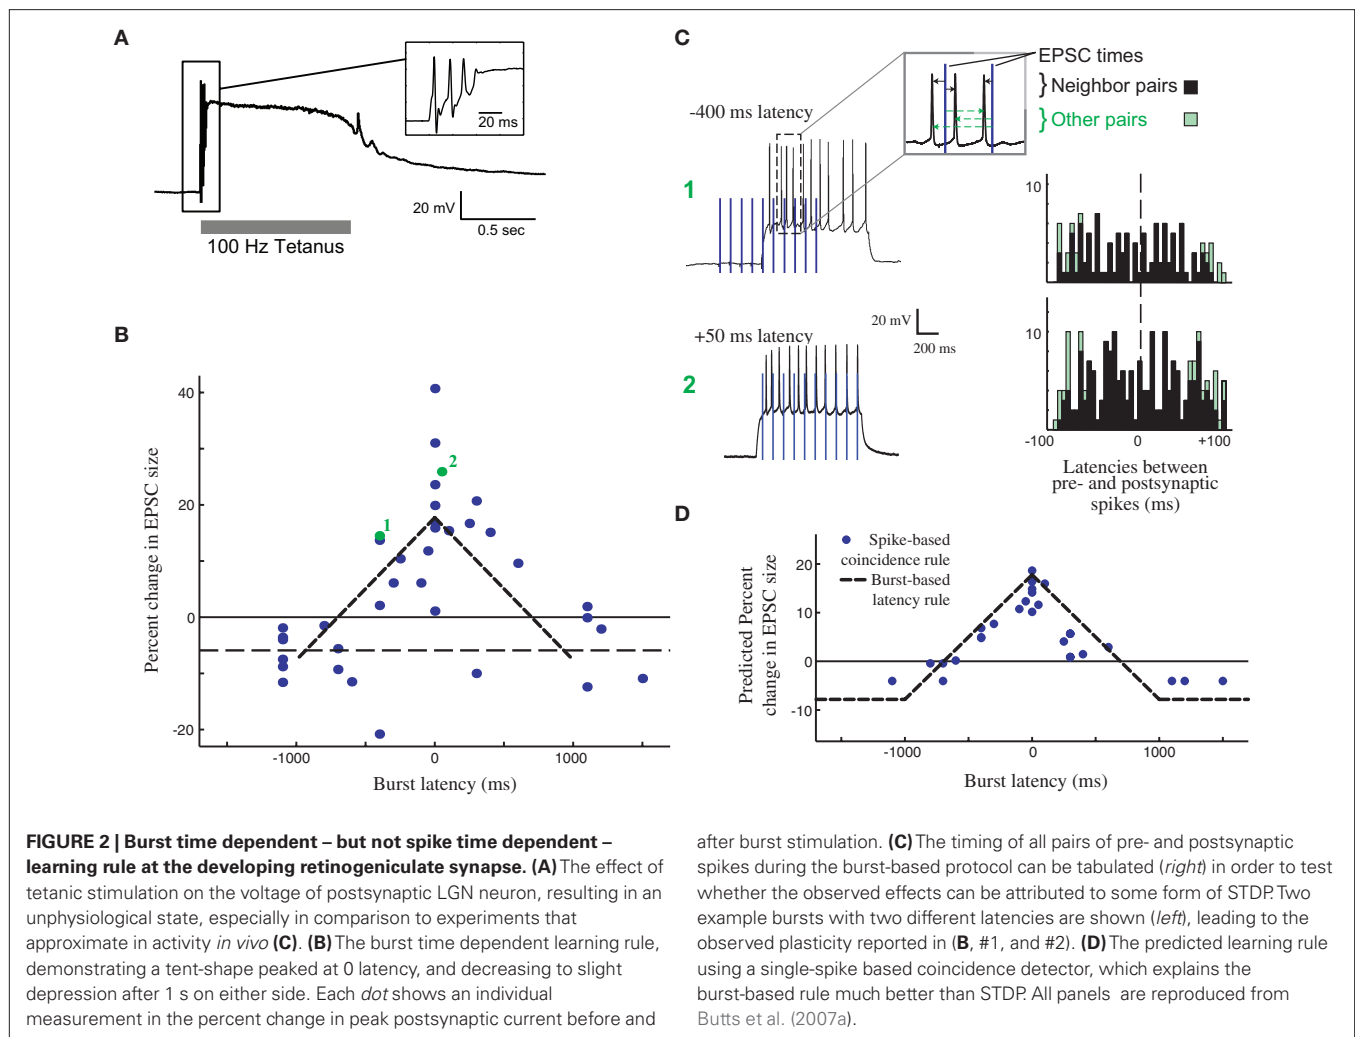 A
20 ms
20 mV
0.5 sec
100 Hz Tetanus
B
Percent change in EPSC size
40
20
0
-20
1
2
-1000
0
1000
Burst latency (ms)
C
EPSC times
} Neighbor pairs
} Other pairs
-400 ms latency
1
+50 ms latency
2
20 mV
200 ms
10
10
-100
0
+100
Latencies between
pre- and postsynaptic
spikes (ms)
D
Predicted Percent
change in EPSC size
20
10
0
-10
Spike-based
coincidence rule
Burst-based
latency rule
-1000
0
1000
Burst latency (ms)
FIGURE 2 | Burst time dependent – but not spike time dependent –
learning rule at the developing retinogeniculate synapse. (A) The effect of
tetanic stimulation on the voltage of postsynaptic LGN neuron, resulting in an
unphysiological state, especially in comparison to experiments that
approximate in activity in vivo (C). (B) The burst time dependent learning rule,
demonstrating a tent-shape peaked at 0 latency, and decreasing to slight
depression after 1 s on either side. Each dot shows an individual
measurement in the percent change in peak postsynaptic current before and
after burst stimulation. (C) The timing of all pairs of pre- and postsynaptic
spikes during the burst-based protocol can be tabulated (right) in order to test
whether the observed effects can be attributed to some form of STDP. Two
example bursts with two different latencies are shown (left), leading to the
observed plasticity reported in (B, #1, and #2). (D) The predicted learning rule
using a single-spike based coincidence detector, which explains the
burst-based rule much better than STDP. All panels are reproduced from
Butts et al. (2007a).